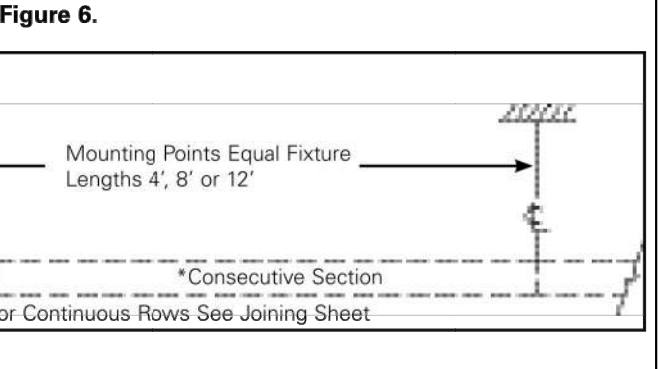 Figure 6.
Mounting Points Equal Fixture
Lengths 4′, 8′ or 12′
*Consecutive Section
or Continuous Rows See Joining Sheet